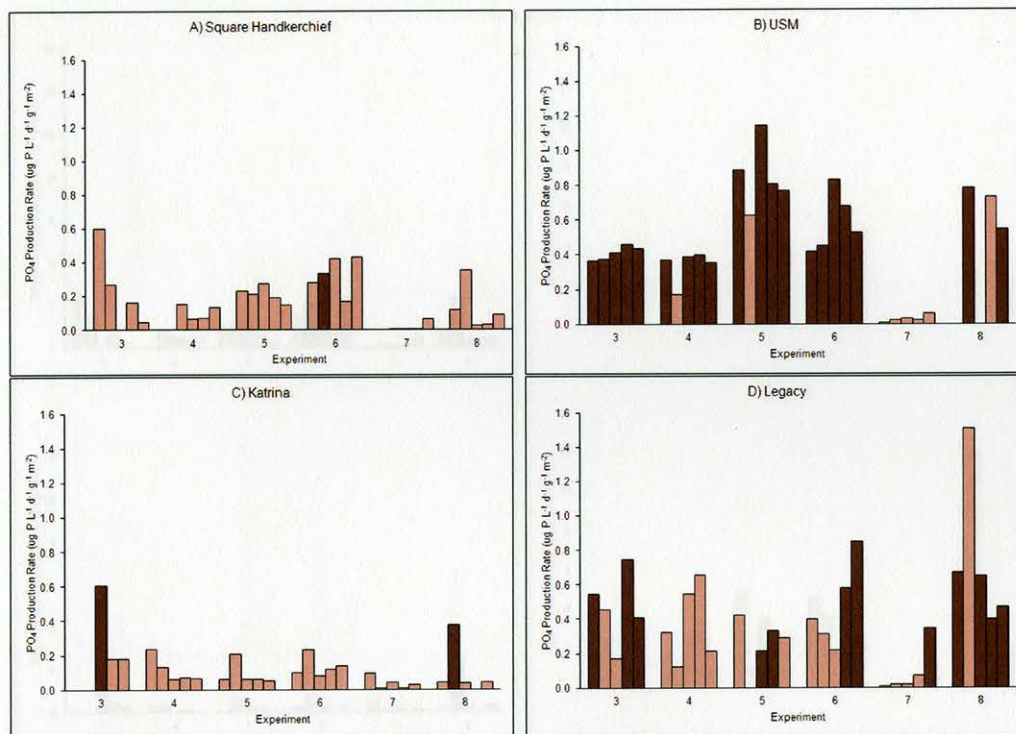 A) Square Handkerchief
PO₄ Production Rate (ug P L⁻¹ d⁻¹ g⁻¹ m⁻²)
1.6
1.4
1.2
1.0
0.8
0.6
0.4
0.2
0.0
3 4 5 6 7 8
Experiment
B) USM
PO₄ Production Rate (ug P L⁻¹ d⁻¹ g⁻¹ m⁻²)
1.6
1.4
1.2
1.0
0.8
0.6
0.4
0.2
0.0
3 4 5 6 7 8
Experiment
C) Katrina
PO₄ Production Rate (ug P L⁻¹ d⁻¹ g⁻¹ m⁻²)
1.6
1.4
1.2
1.0
0.8
0.6
0.4
0.2
0.0
3 4 5 6 7 8
Experiment
D) Legacy
PO₄ Production Rate (ug P L⁻¹ d⁻¹ g⁻¹ m⁻²)
1.6
1.4
1.2
1.0
0.8
0.6
0.4
0.2
0.0
3 4 5 6 7 8
Experiment